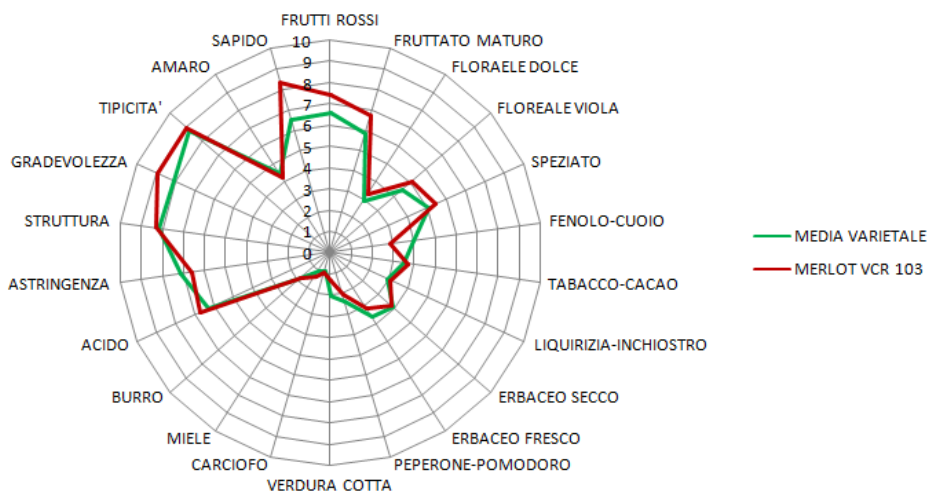 FRUTTI ROSSI
FRUTTATO MATURO
FLORAELE DOLCE
FLOREALE VIOLA
SPEZIATO
FENOLO-CUOIO
TABACCO-CACAO
LIQUIRIZIA-INCHIOSTRO
ERBACEO SECCO
ERBACEO FRESCO
PEPERONE-POMODORO
VERDURA COTTA
CARCIOFO
MIELE
BURRO
ACIDO
ASTRINGENZA
STRUTTURA
GRADEVOLEZZA
TIPICITA'
AMARO
SAPIDO
10
9
8
7
6
5
4
3
2
1
0
MEDIA VARIETALE
MERLOT VCR 103